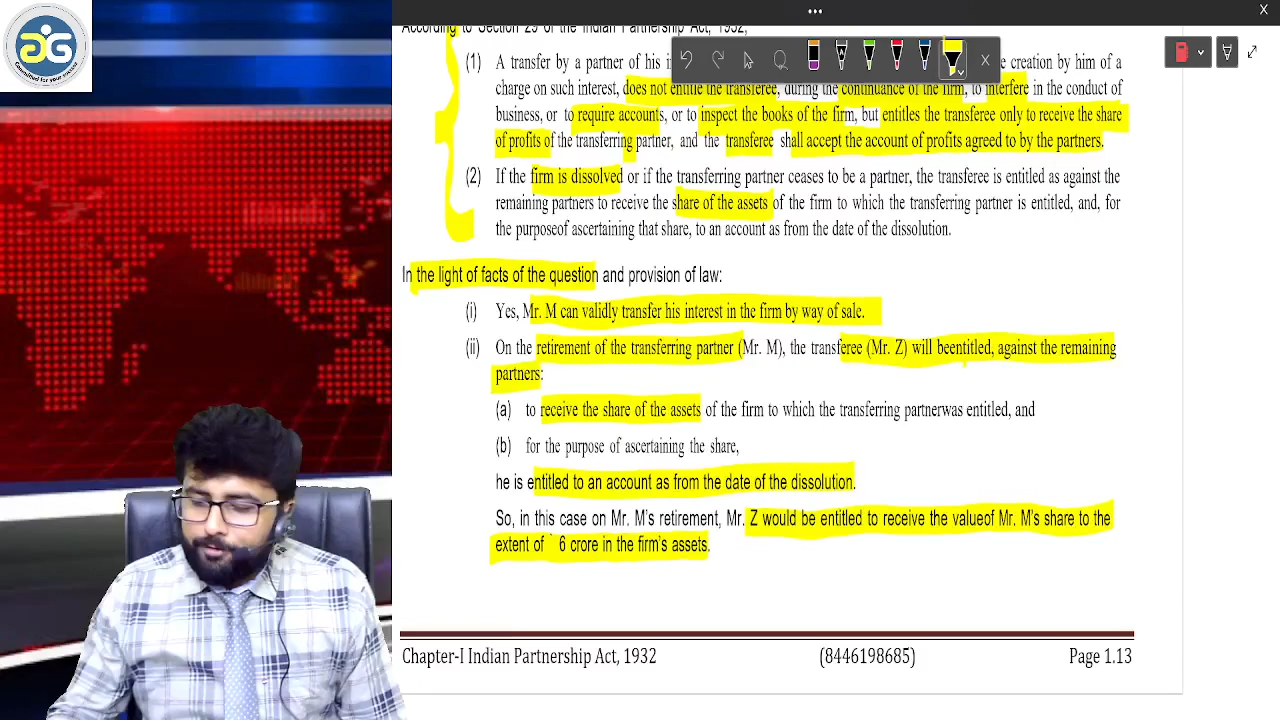 According to Section 29 of the Indian Partnership Act, 1932,
(1) A transfer by a partner of his in e creation by him of a
charge on such interest, does not entitle the transferee, during the continuance of the firm, to interfere in the conduct of
business, or to require accounts, or to inspect the books of the firm, but entitles the transferee only to receive the share
of profits of the transferring partner, and the transferee shall accept the account of profits agreed to by the partners.
(2) If the firm is dissolved or if the transferring partner ceases to be a partner, the transferee is entitled as against the
remaining partners to receive the share of the assets of the firm to which the transferring partner is entitled, and, for
the purposeof ascertaining that share, to an account as from the date of the dissolution.
In the light of facts of the question and provision of law:
(i) Yes, Mr. M can validly transfer his interest in the firm by way of sale.
(ii) On the retirement of the transferring partner (Mr. M), the transferee (Mr. Z) will beentitled, against the remaining
partners:
(a) to receive the share of the assets of the firm to which the transferring partnerwas entitled, and
(b) for the purpose of ascertaining the share,
he is entitled to an account as from the date of the dissolution.
So, in this case on Mr. M's retirement, Mr. Z would be entitled to receive the valueof Mr. M's share to the
extent of ` 6 crore in the firm's assets.
Chapter-I Indian Partnership Act, 1932 (8446198685) Page 1.13